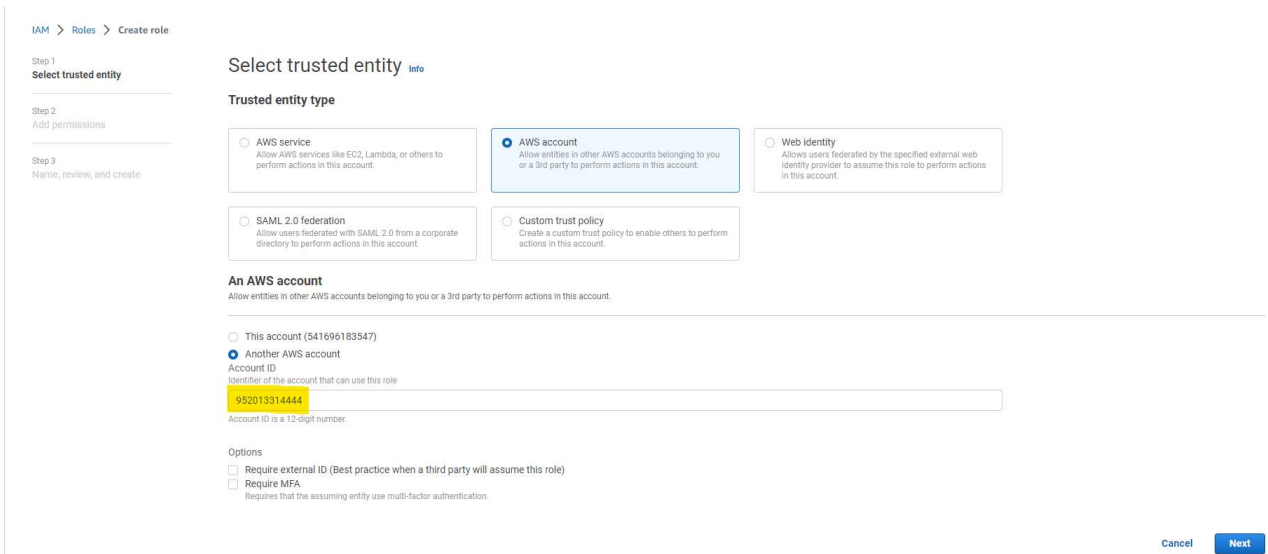 IAM > Roles > Create role
Step 1
Select trusted entity
Step 2
Add permissions
Step 3
Name, review, and create
Select trusted entity Info
Trusted entity type
AWS service
Allow AWS services like EC2, Lambda, or others to
perform actions in this account.
AWS account
Allow entities in other AWS accounts belonging to you
or a 3rd party to perform actions in this account.
Web identity
Allows users federated by the specified external web
identity provider to assume this role to perform actions
in this account.
SAML 2.0 federation
Allow users federated with SAML 2.0 from a corporate
directory to perform actions in this account.
Custom trust policy
Create a custom trust policy to enable others to perform
actions in this account.
An AWS account
Allow entities in other AWS accounts belonging to you or a 3rd party to perform actions in this account.
This account (541696183547)
Another AWS account
Account ID
Identifier of the account that can use this role
952013314444
Account ID is a 12-digit number.
Options
Require external ID (Best practice when a third party will assume this role)
Require MFA
Requires that the assuming entity use multi-factor authentication.
Cancel Next